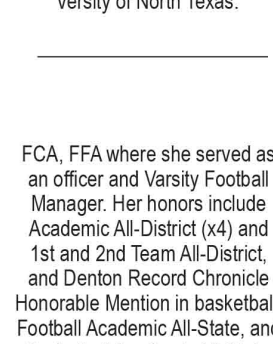 versity of North Texas.
FCA, FFA where she served as
an officer and Varsity Football
Manager. Her honors include
Academic All-District (x4) and
1st and 2nd Team All-District,
and Denton Record Chronicle
Honorable Mention in basketball,
Football Academic All-State, and